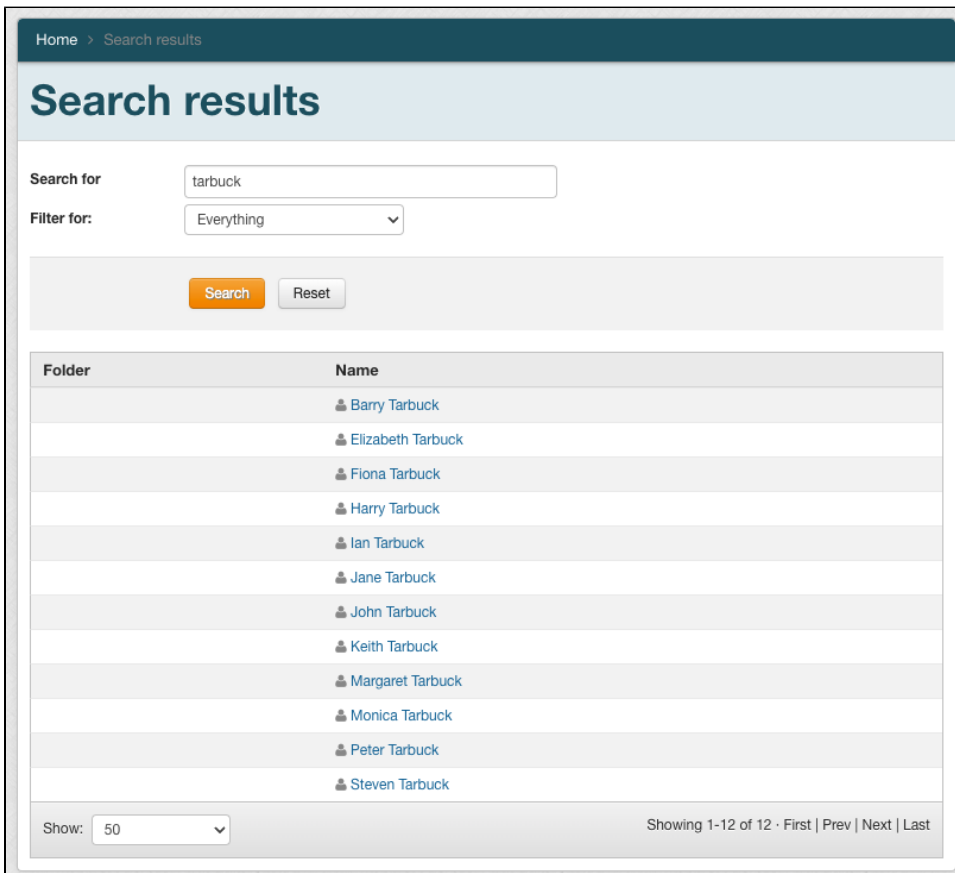 Home > Search results
Search results
Search for tarbuck
Filter for: Everything
Search Reset
Folder Name
Barry Tarbuck
Elizabeth Tarbuck
Fiona Tarbuck
Harry Tarbuck
Ian Tarbuck
Jane Tarbuck
John Tarbuck
Keith Tarbuck
Margaret Tarbuck
Monica Tarbuck
Peter Tarbuck
Steven Tarbuck
Show: 50 Showing 1-12 of 12 · First | Prev | Next | Last